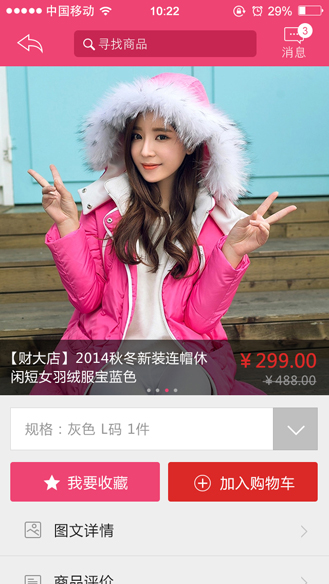 中国移动 10:22 29%
寻找商品
3
消息
【财大店】2014秋冬新装连帽休
闲短女羽绒服宝蓝色
￥299.00
￥488.00
规格：灰色 L码 1件
我要收藏
加入购物车
图文详情
商品评价